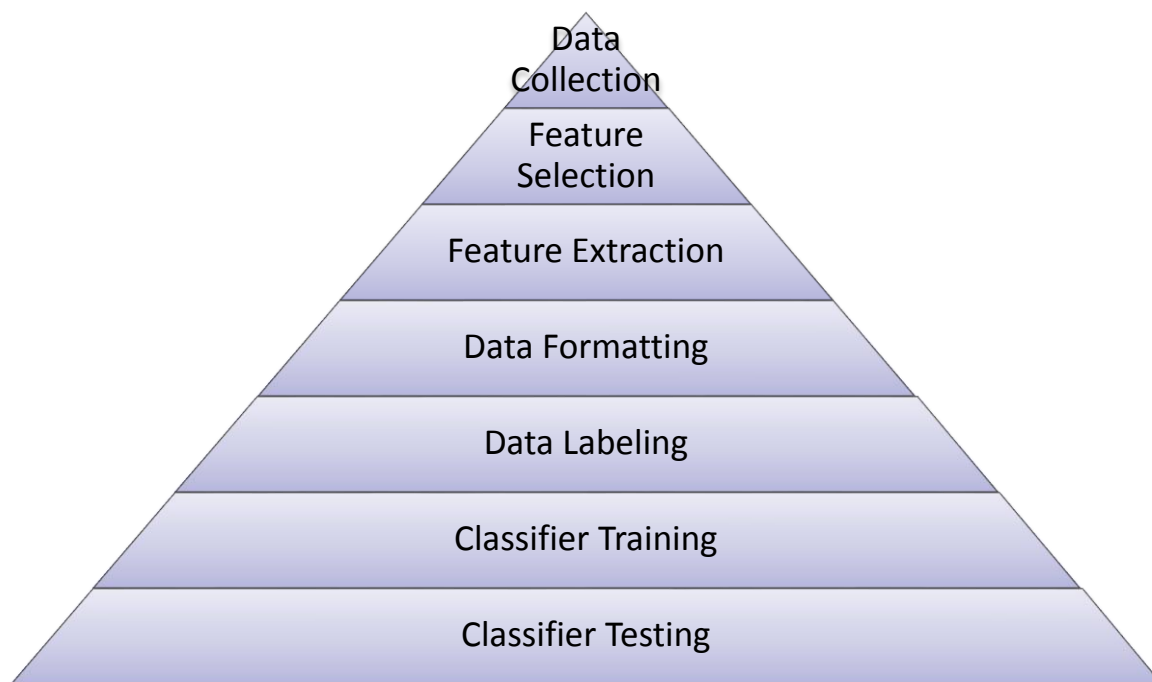 Data
Collection
Feature
Selection
Feature Extraction
Data Formatting
Data Labeling
Classifier Training
Classifier Testing